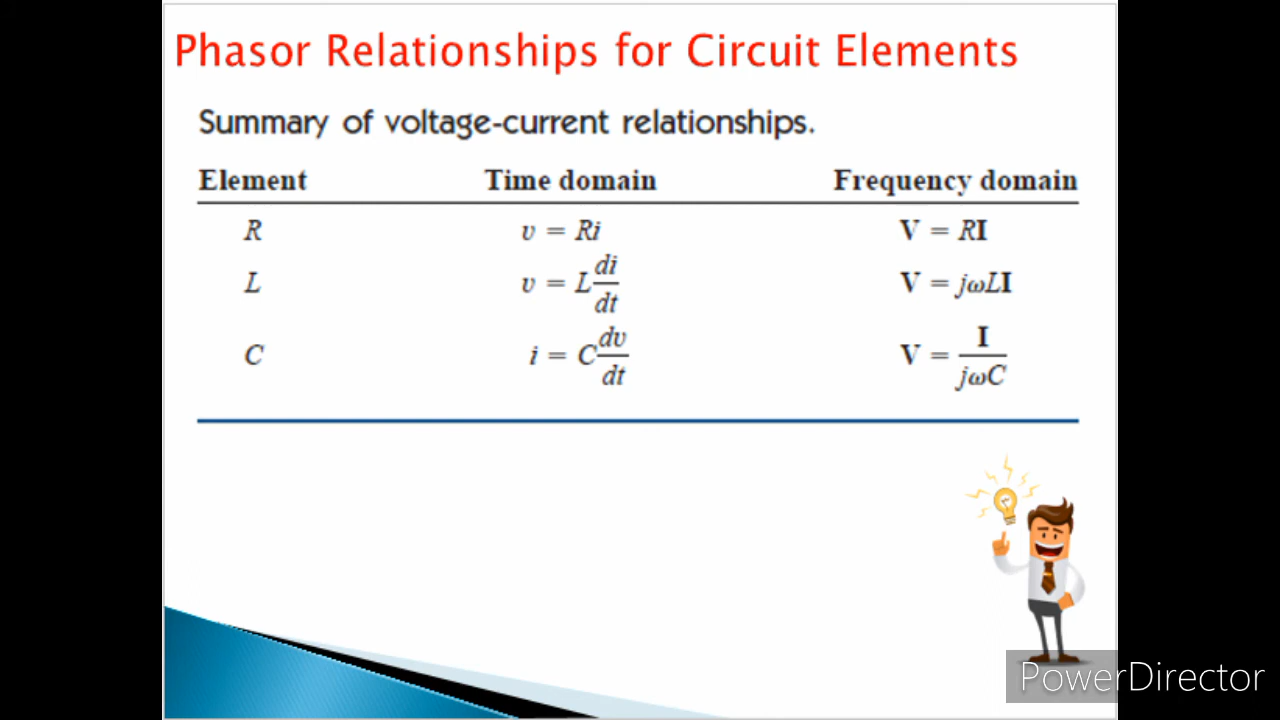 Phasor Relationships for Circuit Elements
Summary of voltage-current relationships.
Element Time domain Frequency domain
R v = Ri V = RI
L v = L di/dt V = jωLI
C i = C dv/dt V = I/jωC
PowerDirector